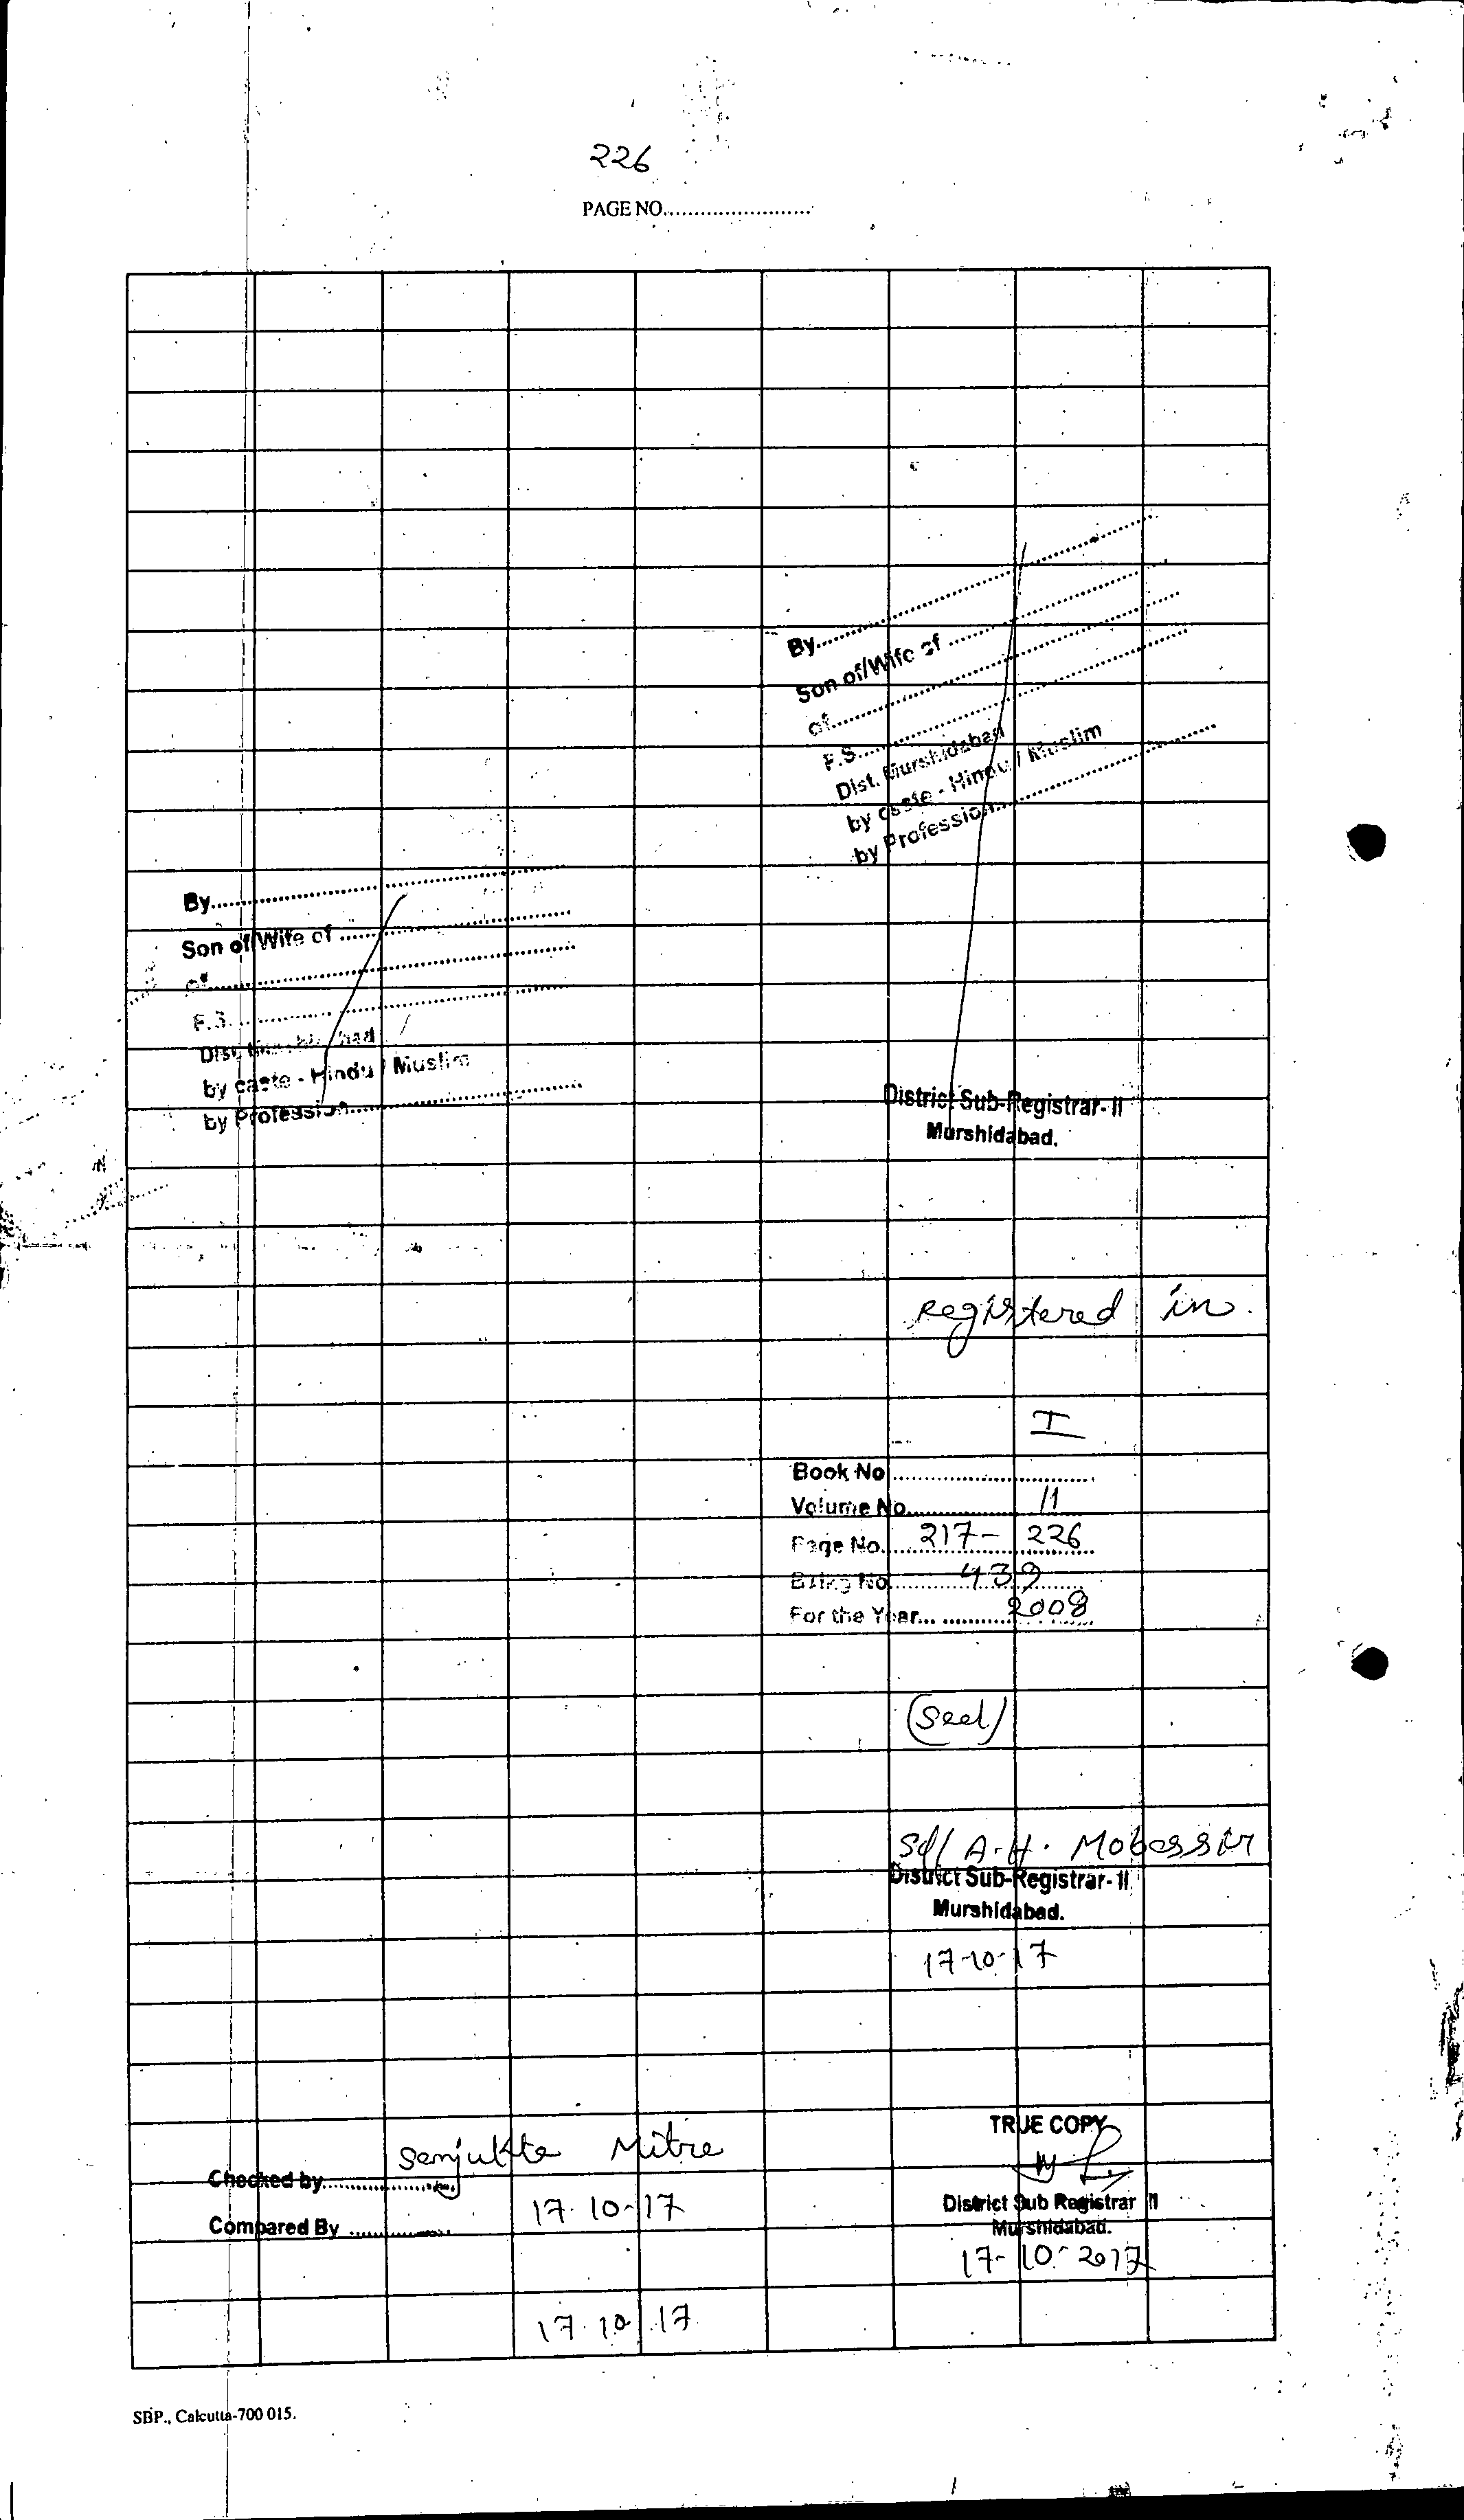 226
PAGE NO........................
By..........
Son of/Wife of ..........
of..........
P.S..........
Dist. Murshidabad
by caste - Hindu / Muslim
by Profession..........
By..........
Son of/Wife of ..........
of..........
P.S. ..........
Dist. Murshidabad
by caste - Hindu / Muslim
by Profession..........
District Sub-Registrar-II
Murshidabad.
Registered in.
I
Book No..........
Volume No.......... 11
Page No. 217 - 226
Being No. 439
For the Year... 2008
(Seal)
Sd/ A.H. Mobassir
District Sub-Registrar-II
Murshidabad.
17-10-17
TRUE COPY
Sanjukta Mitra
Checked by..........
17.10-17
Compared By ..........
District Sub Registrar II
Murshidabad.
17-10-2017
17.10.17
SBP., Calcutta-700 015.